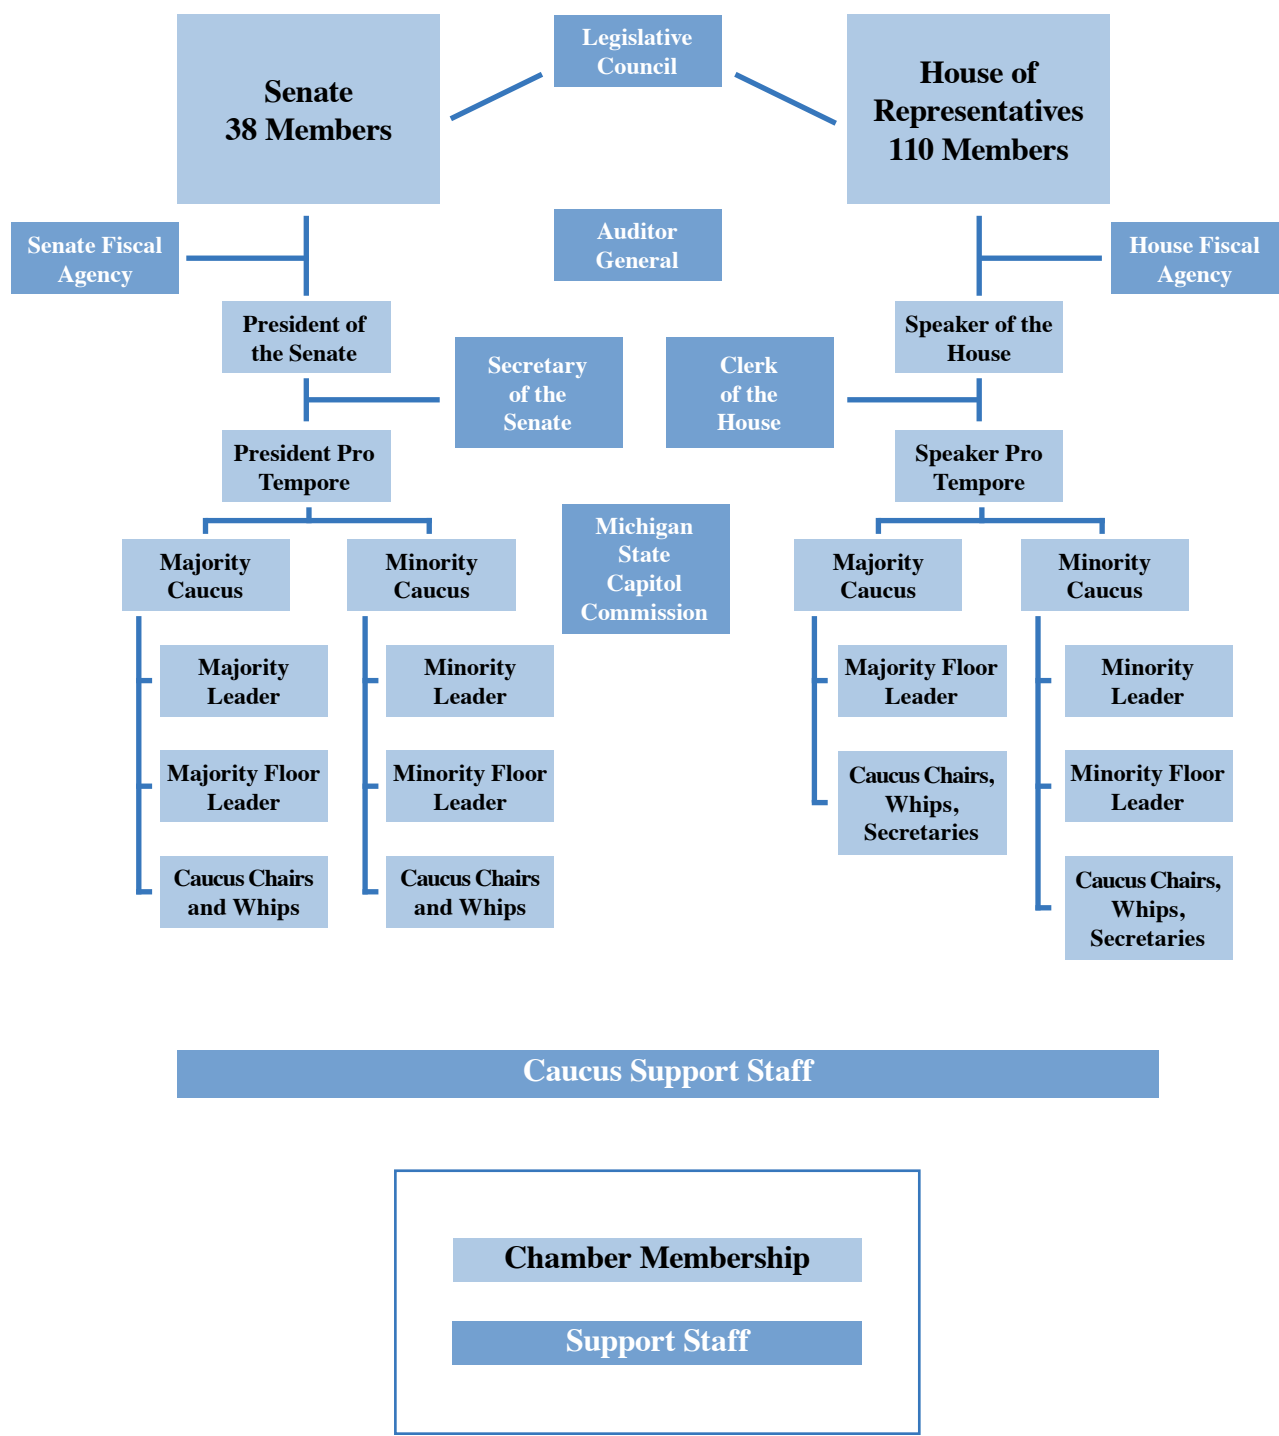 Legislative
Council
Senate
38 Members
House of
Representatives
110 Members
Senate Fiscal
Agency
Auditor
General
House Fiscal
Agency
President of
the Senate
Speaker of the
House
Secretary
of the
Senate
Clerk
of the
House
President Pro
Tempore
Speaker Pro
Tempore
Michigan
State
Capitol
Commission
Majority
Caucus
Minority
Caucus
Majority
Caucus
Minority
Caucus
Majority
Leader
Minority
Leader
Majority Floor
Leader
Minority
Leader
Majority Floor
Leader
Minority Floor
Leader
Caucus Chairs,
Whips,
Secretaries
Minority Floor
Leader
Caucus Chairs
and Whips
Caucus Chairs
and Whips
Caucus Chairs,
Whips,
Secretaries
Caucus Support Staff
Chamber Membership
Support Staff